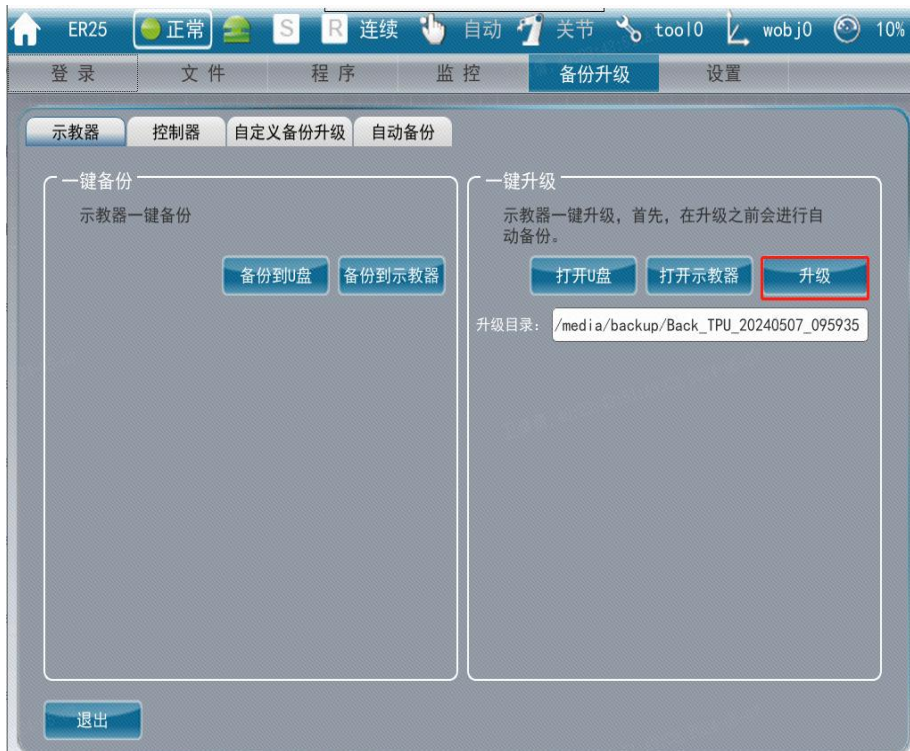 ER25 正常 S R 连续 自动 关节 tool0 wobj0 10%
登录 文件 程序 监控 备份升级 设置
示教器 控制器 自定义备份升级 自动备份
一键备份
示教器一键备份
备份到U盘 备份到示教器
一键升级
示教器一键升级，首先，在升级之前会进行自
动备份。
打开U盘 打开示教器 升级
升级目录： /media/backup/Back_TPU_20240507_095935
退出